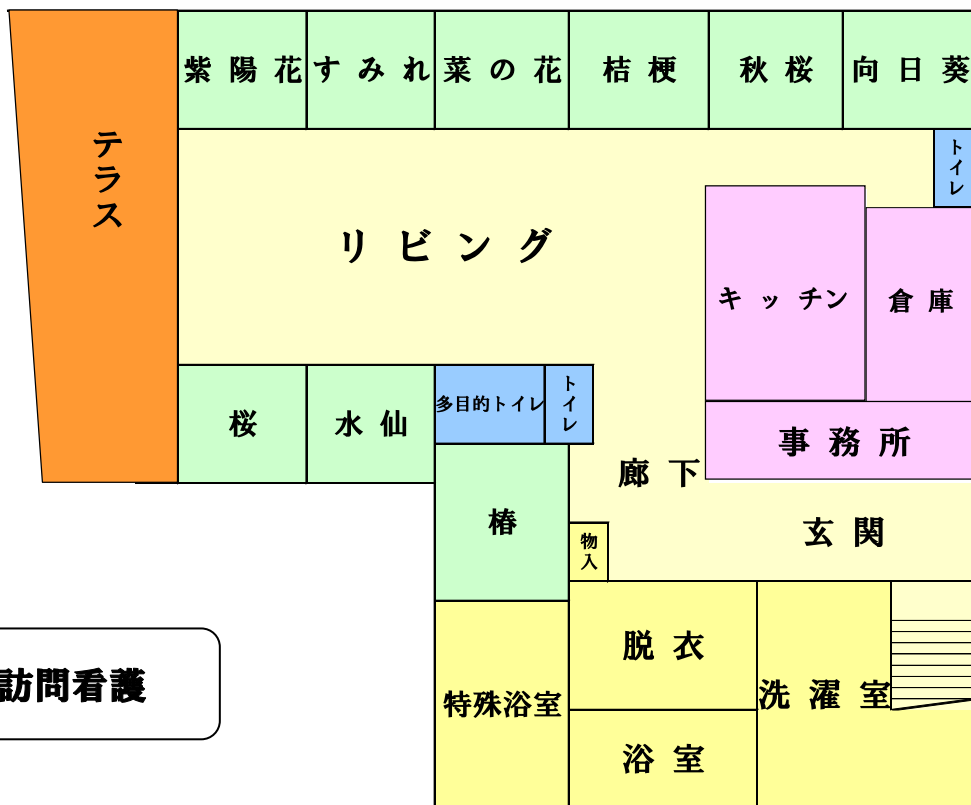 紫陽花
すみれ
菜の花
桔梗
秋桜
向日葵
テラス
トイレ
リビング
キッチン
倉庫
桜
水仙
多目的トイレ
トイレ
事務所
廊下
椿
物入
玄関
脱衣
訪問看護
特殊浴室
洗濯室
浴室